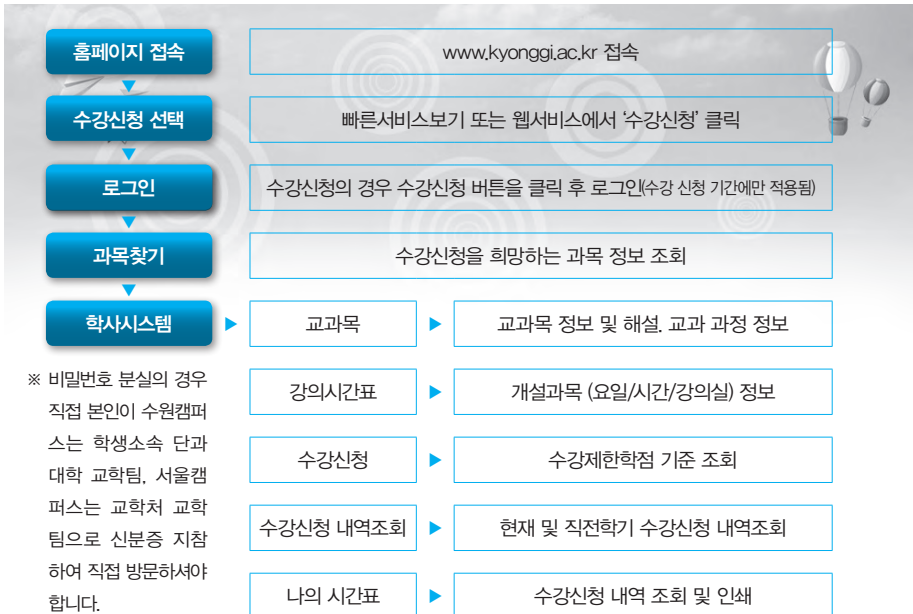 홈페이지 접속
www.kyonggi.ac.kr 접속
수강신청 선택
빠른서비스보기 또는 웹서비스에서 ‘수강신청’ 클릭
로그인
수강신청의 경우 수강신청 버튼을 클릭 후 로그인(수강 신청 기간에만 적용됨)
과목찾기
수강신청을 희망하는 과목 정보 조회
학사시스템
교과목
교과목 정보 및 해설, 교과 과정 정보
강의시간표
개설과목 (요일/시간/강의실) 정보
수강신청
수강제한학점 기준 조회
수강신청 내역조회
현재 및 직전학기 수강신청 내역조회
나의 시간표
수강신청 내역 조회 및 인쇄
※ 비밀번호 분실의 경우
직접 본인이 수원캠퍼
스는 학생소속 단과
대학 교학팀, 서울캠
퍼스는 교학처 교학
팀으로 신분증 지참
하여 직접 방문하셔야
합니다.